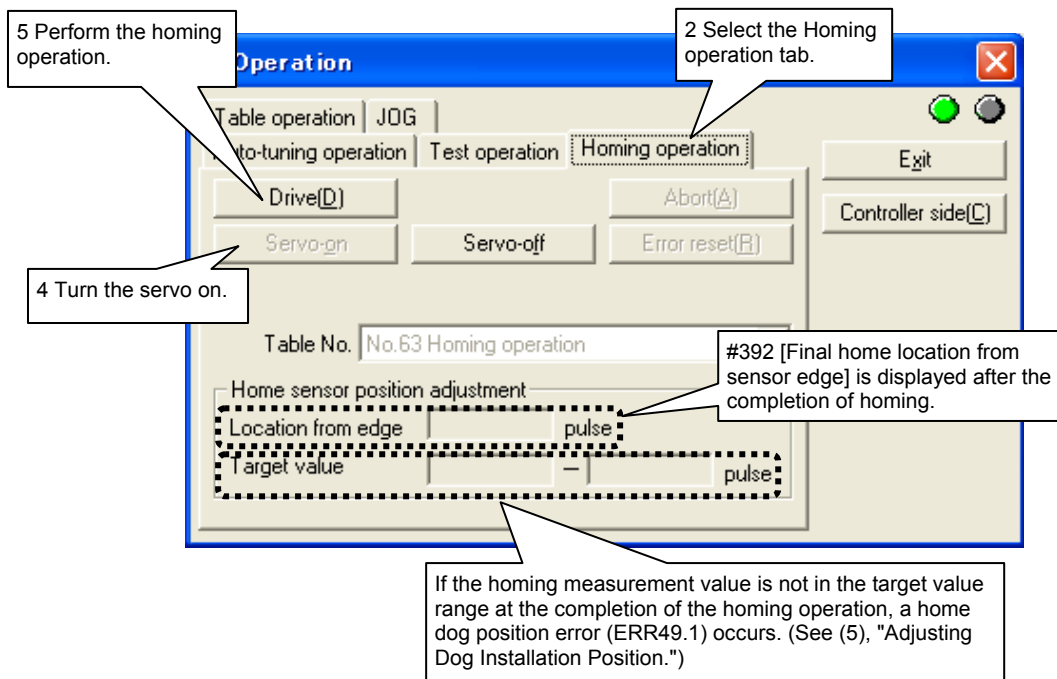 5 Perform the homing
operation.
2 Select the Homing
operation tab.
Operation
Table operation
JOG
Auto-tuning operation
Test operation
Homing operation
Exit
Drive(D)
Abort(A)
Controller side(C)
Servo-on
Servo-off
Error reset(R)
4 Turn the servo on.
Table No.
No.63 Homing operation
#392 [Final home location from
sensor edge] is displayed after the
completion of homing.
Home sensor position adjustment
Location from edge
pulse
Target value
–
pulse
If the homing measurement value is not in the target value
range at the completion of the homing operation, a home
dog position error (ERR49.1) occurs. (See (5), "Adjusting
Dog Installation Position.")